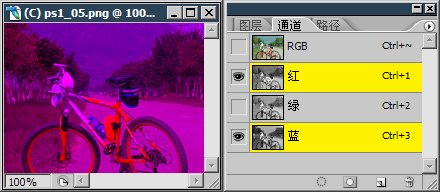 (C) ps1_05.png @ 100...
100%
图层 通道 路径
RGB Ctrl+~
红 Ctrl+1
绿 Ctrl+2
蓝 Ctrl+3